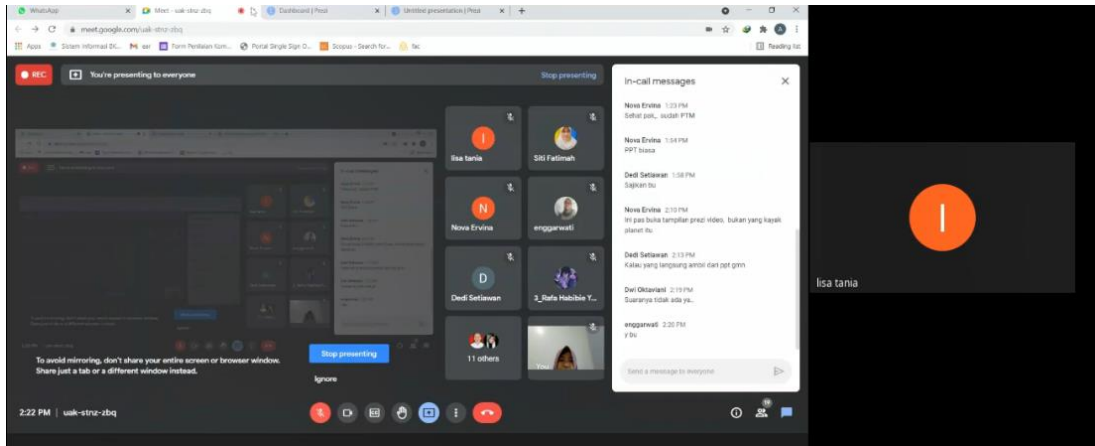 WhatsApp
Meet - uak-stnz-zbq
Dashboard | Prezi
Untitled presentation | Prezi
meet.google.com/uak-stnz-zbq
Apps
Sistem Informasi
Form Penilaian Kom...
Portal Single Sign O...
Scopus - Search for...
Reading list
REC
You're presenting to everyone
Stop presenting
lisa tania
Siti Fatimah
Nova Ervina
enggarwati
Dedi Setiawan
3_Rafa Habibie Y...
11 others
You
To avoid mirroring, don't share your entire screen or browser window.
Share just a tab or a different window instead.
Stop presenting
Ignore
In-call messages
Nova Ervina 1:23 PM
Sehat pak,, sudah PTM
Nova Ervina 1:54 PM
PPT biasa
Dedi Setiawan 1:58 PM
Sajikan bu
Nova Ervina 2:10 PM
Ini pas buka tampilan prezi video, bukan yang kayak
planet itu
Dedi Setiawan 2:13 PM
Kalau yang langsung ambil dari ppt gmn
Dwi Oktaviani 2:19 PM
Suaranya tidak ada ya..
enggarwati 2:20 PM
y bu
Send a message to everyone
2:22 PM | uak-stnz-zbq
I
lisa tania